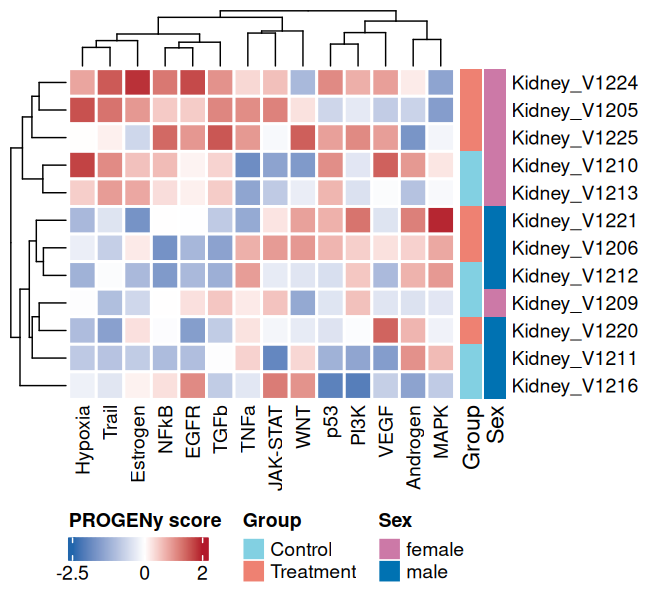 Kidney_V1224
Kidney_V1205
Kidney_V1225
Kidney_V1210
Kidney_V1213
Kidney_V1221
Kidney_V1206
Kidney_V1212
Kidney_V1209
Kidney_V1220
Kidney_V1211
Kidney_V1216
Hypoxia
Trail
Estrogen
NFkB
EGFR
TGFb
TNFa
JAK-STAT
WNT
p53
PI3K
VEGF
Androgen
MAPK
Group
Sex
PROGENy score
-2.5 0 2
Group
Control
Treatment
Sex
female
male